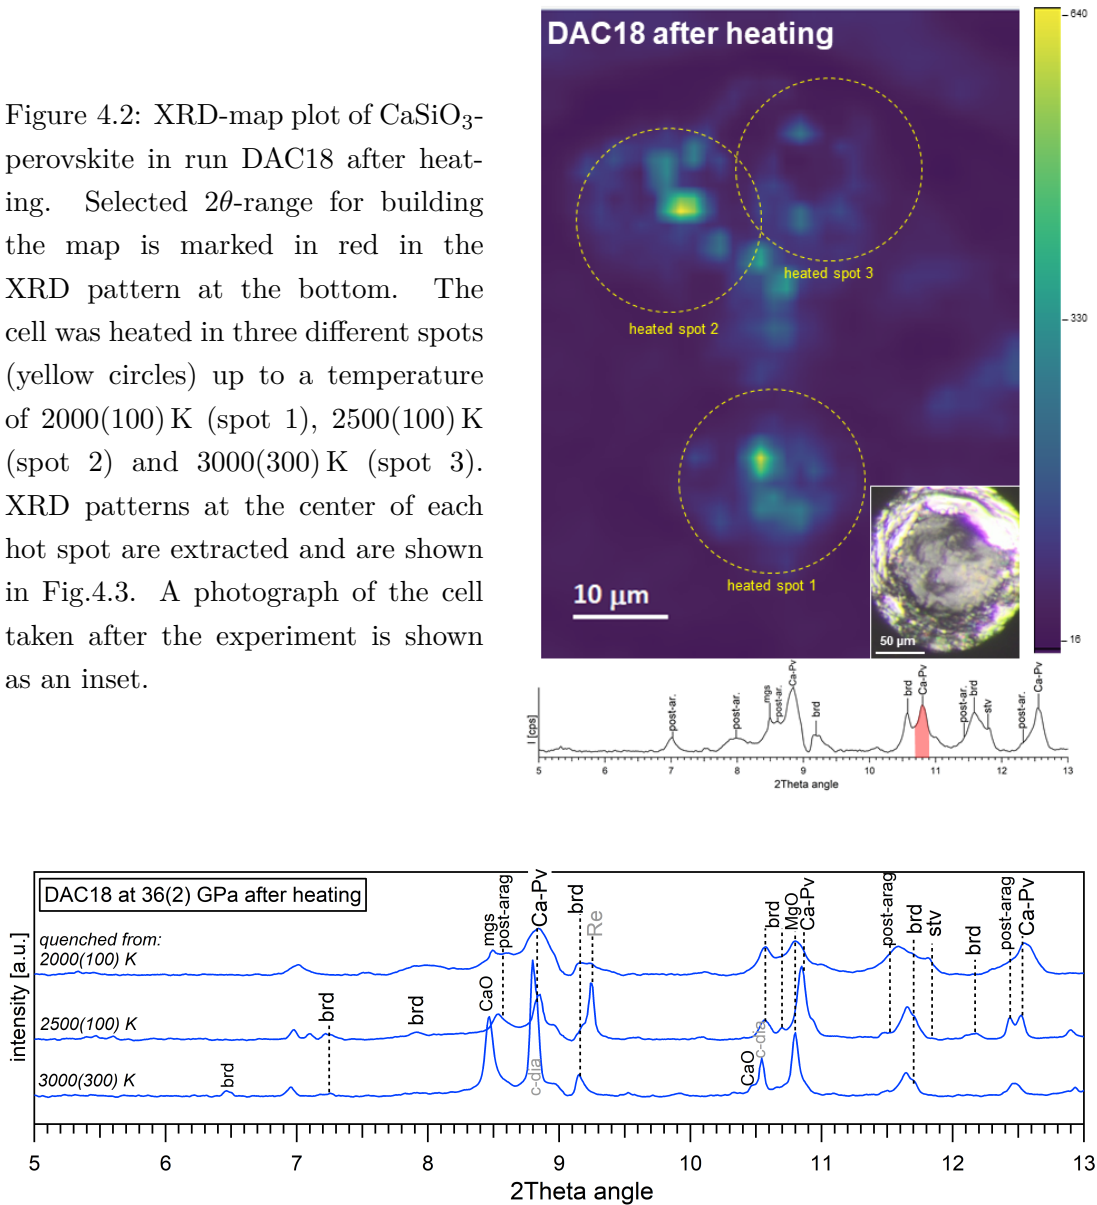 Figure 4.2: XRD-map plot of CaSiO3-
perovskite in run DAC18 after heat-
ing. Selected 2θ-range for building
the map is marked in red in the
XRD pattern at the bottom. The
cell was heated in three different spots
(yellow circles) up to a temperature
of 2000(100) K (spot 1), 2500(100) K
(spot 2) and 3000(300) K (spot 3).
XRD patterns at the center of each
hot spot are extracted and are shown
in Fig.4.3. A photograph of the cell
taken after the experiment is shown
as an inset.
DAC18 after heating
heated spot 3
heated spot 2
heated spot 1
10 µm
50 µm
640
330
16
I [cps]
post-ar.
post-ar.
mgs
post-ar.
Ca-Pv
brd
brd
Ca-Pv
post-ar.
brd
stv
post-ar.
Ca-Pv
5 6 7 8 9 10 11 12 13
2Theta angle
DAC18 at 36(2) GPa after heating
intensity [a.u.]
quenched from:
2000(100) K
2500(100) K
3000(300) K
mgs
post-arag
Ca-Pv
brd
Re
brd
MgO
Ca-Pv
post-arag
brd
stv
brd
post-arag
Ca-Pv
brd
brd
CaO
brd
c-dia
CaO
c-dia
5 6 7 8 9 10 11 12 13
2Theta angle